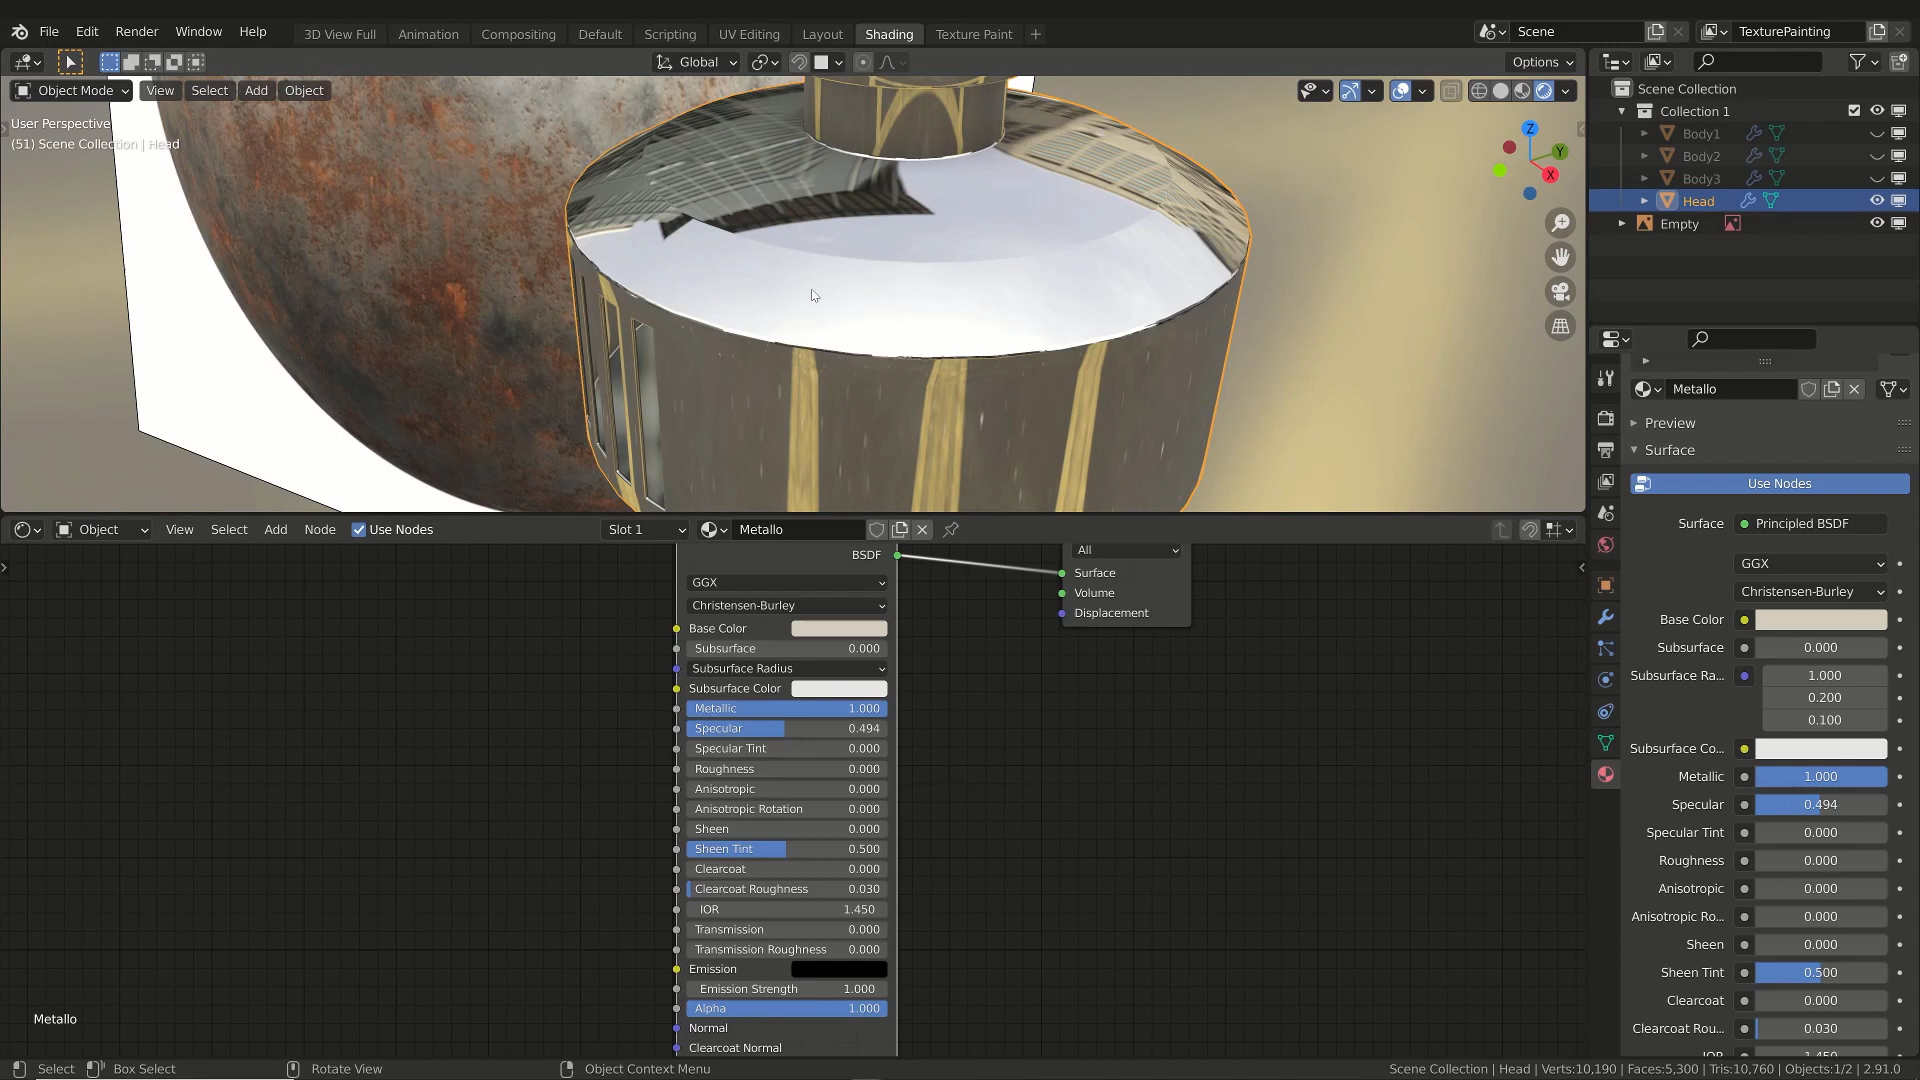 File Edit Render Window Help 3D View Full Animation Compositing Default Scripting UV Editing Layout Shading Texture Paint + Scene TexturePainting
Global Options
Object Mode View Select Add Object
User Perspective
(51) Scene Collection | Head
Z
Y
X
Scene Collection
Collection 1
Body1
Body2
Body3
Head
Empty
Metallo
Preview
Surface
Use Nodes
Surface Principled BSDF
GGX
Christensen-Burley
Base Color
Subsurface 0.000
Subsurface Ra... 1.000
0.200
0.100
Subsurface Co...
Metallic 1.000
Specular 0.494
Specular Tint 0.000
Roughness 0.000
Anisotropic 0.000
Anisotropic Ro... 0.000
Sheen 0.000
Sheen Tint 0.500
Clearcoat 0.000
Clearcoat Rou... 0.030
IOR 1.450
Object View Select Add Node Use Nodes Slot 1 Metallo
BSDF
GGX
Christensen-Burley
Base Color
Subsurface 0.000
Subsurface Radius
Subsurface Color
Metallic 1.000
Specular 0.494
Specular Tint 0.000
Roughness 0.000
Anisotropic 0.000
Anisotropic Rotation 0.000
Sheen 0.000
Sheen Tint 0.500
Clearcoat 0.000
Clearcoat Roughness 0.030
IOR 1.450
Transmission 0.000
Transmission Roughness 0.000
Emission
Emission Strength 1.000
Alpha 1.000
Normal
Clearcoat Normal
All
Surface
Volume
Displacement
Metallo
Select Box Select Rotate View Object Context Menu Scene Collection | Head | Verts:10,190 | Faces:5,300 | Tris:10,760 | Objects:1/2 | 2.91.0